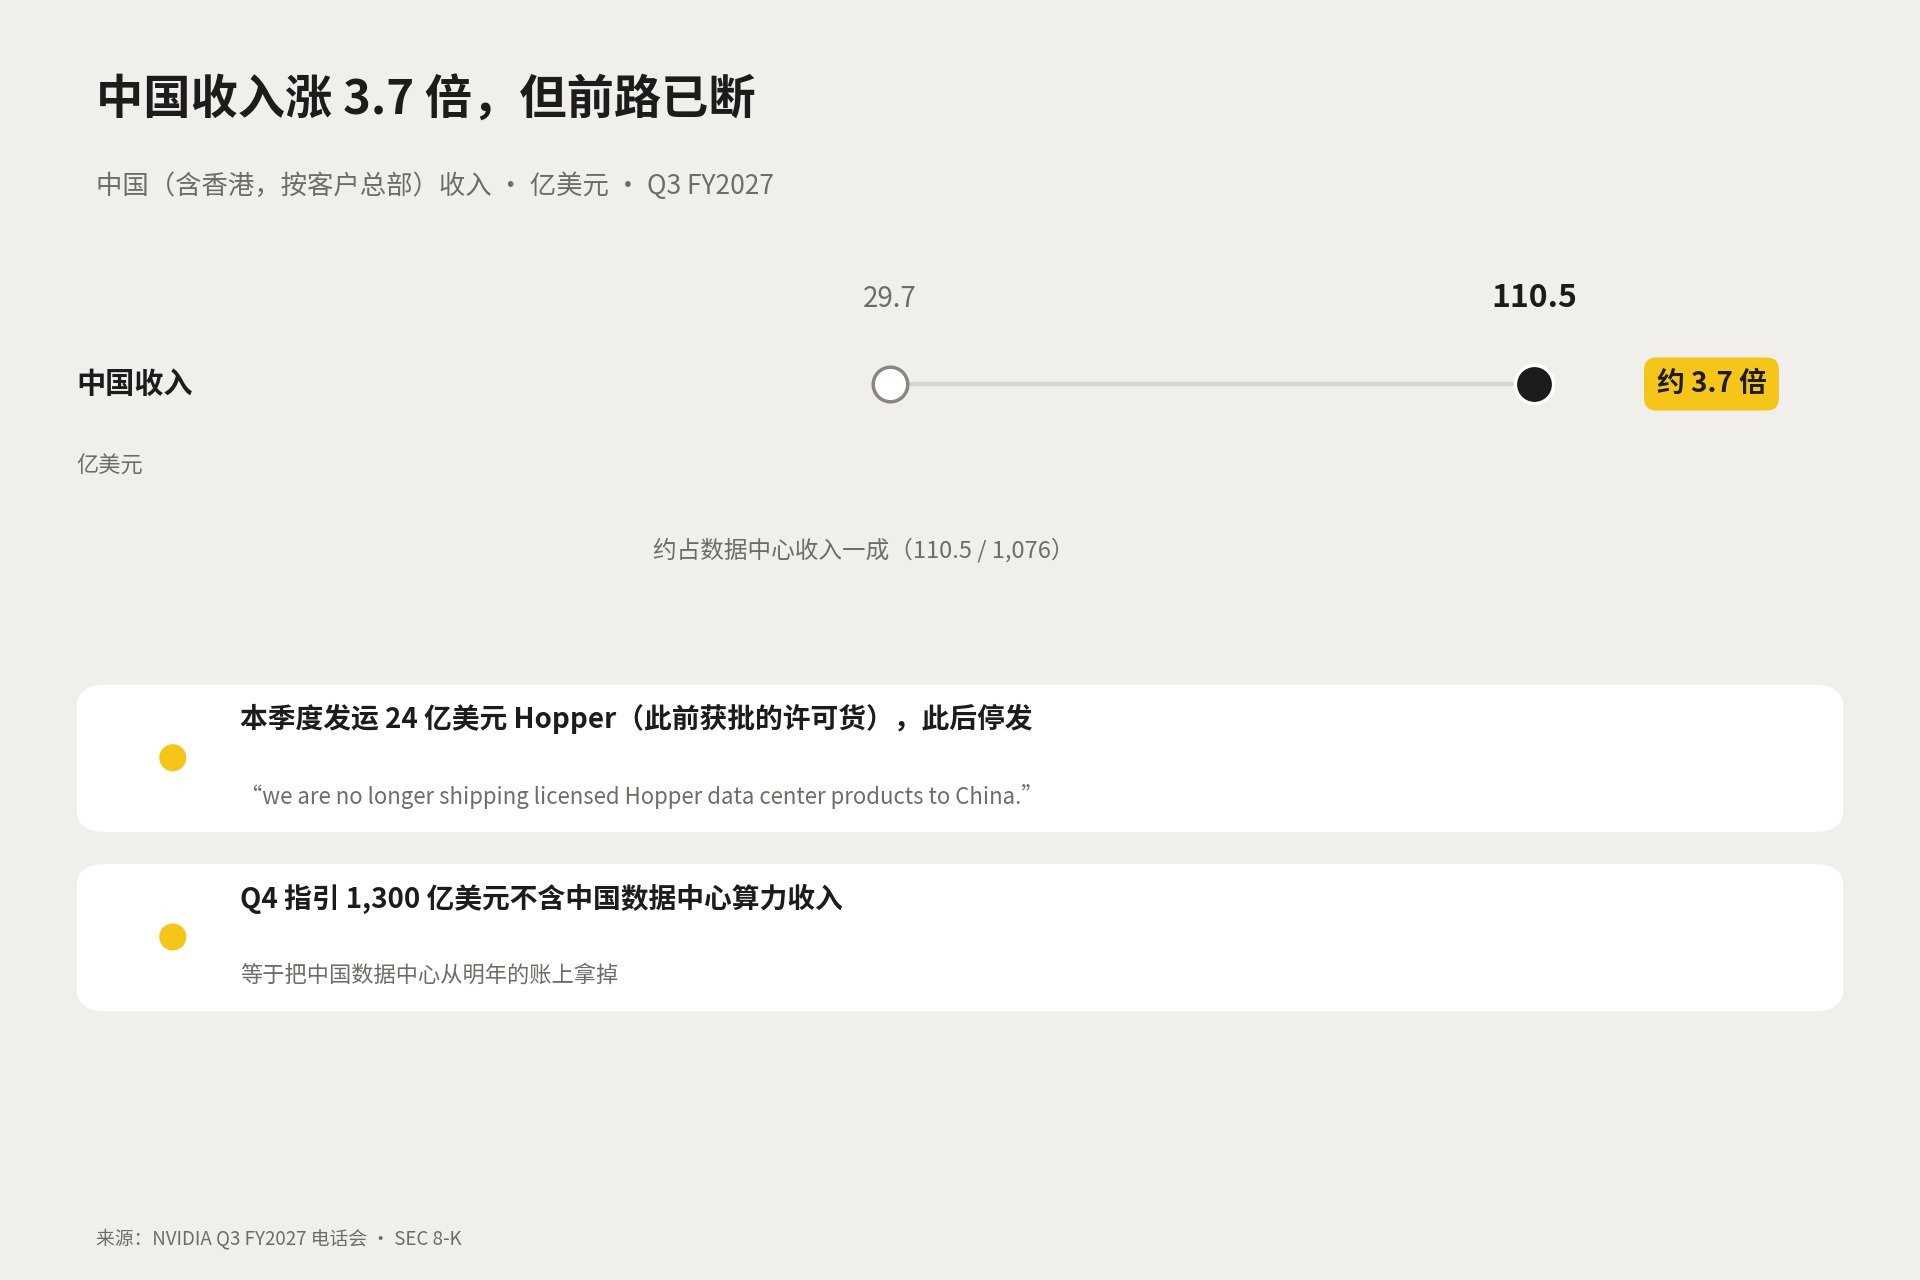 中国收入涨 3.7 倍，但前路已断
中国（含香港，按客户总部）收入 · 亿美元 · Q3 FY2027
29.7
110.5
中国收入
约 3.7 倍
亿美元
约占数据中心收入一成（110.5 / 1,076）
本季度发运 24 亿美元 Hopper（此前获批的许可货），此后停发
“we are no longer shipping licensed Hopper data center products to China.”
Q4 指引 1,300 亿美元不含中国数据中心算力收入
等于把中国数据中心从明年的账上拿掉
来源：NVIDIA Q3 FY2027 电话会 · SEC 8-K